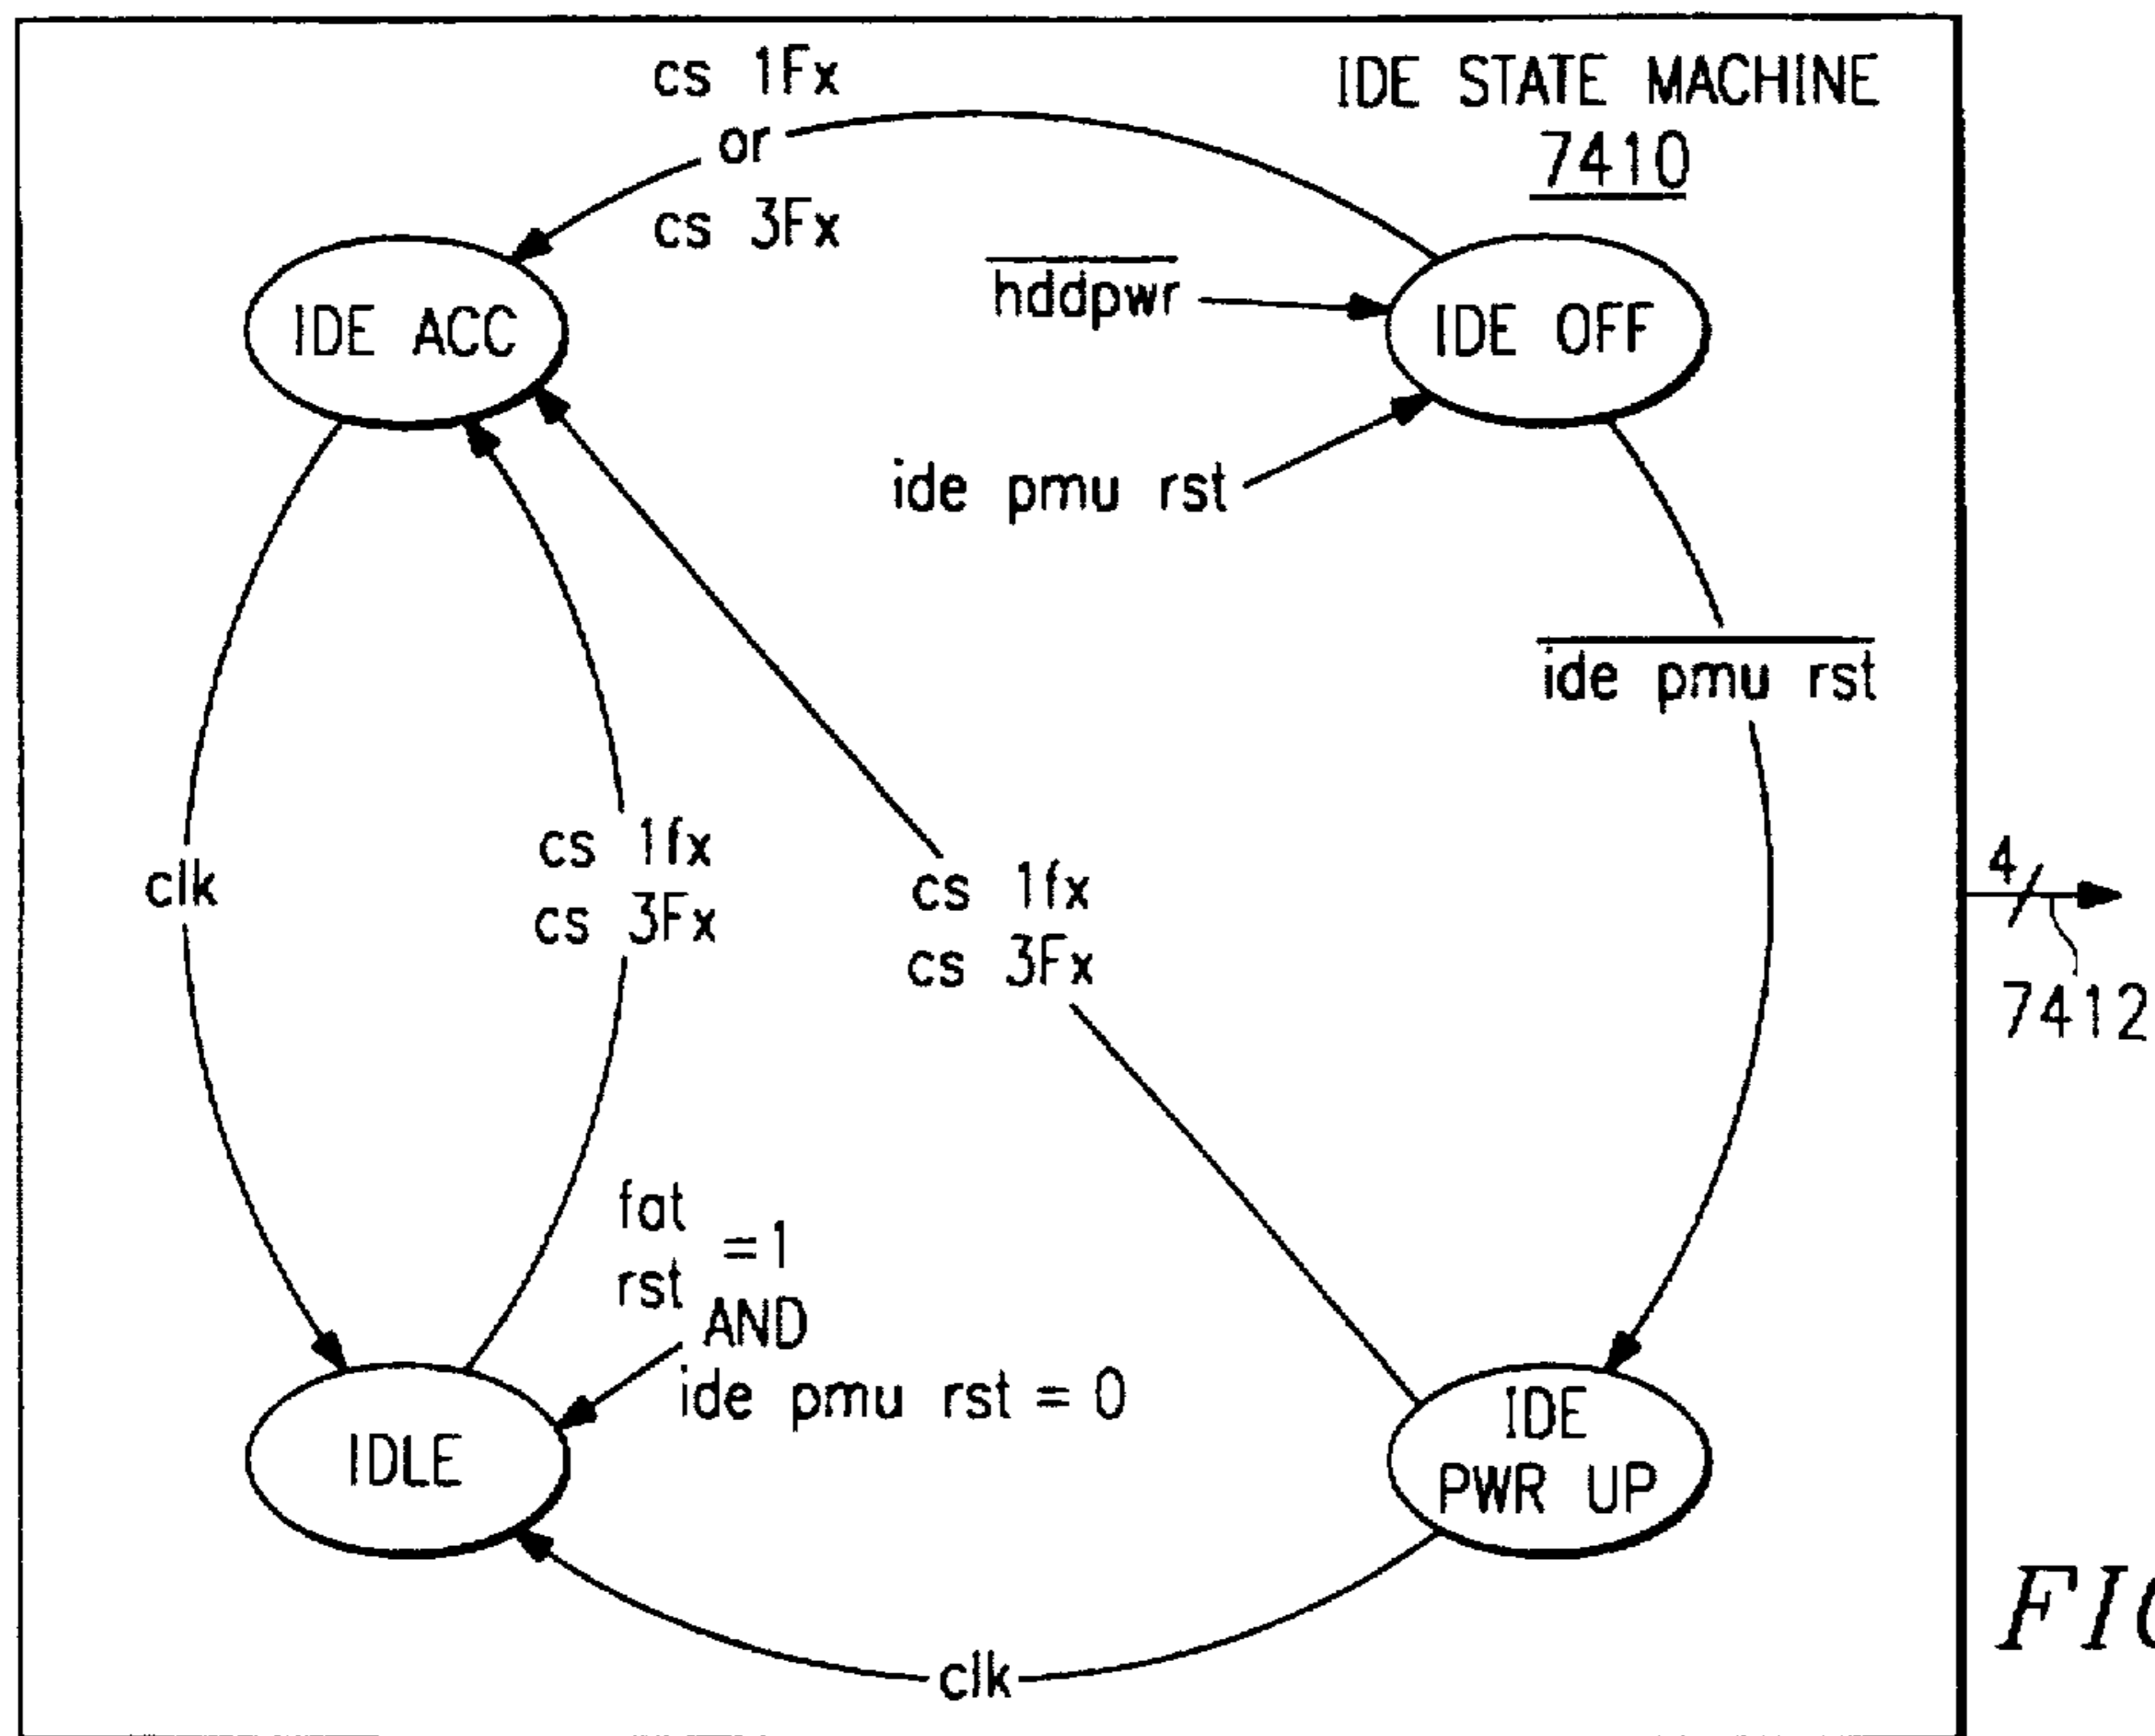 cs 1Fx
or
cs 3Fx
IDE STATE MACHINE
7410
IDE ACC
hddpwr
IDE OFF
ide pmu rst
ide pmu rst
clk
cs 1fx
cs 3Fx
cs 1fx
cs 3Fx
4
7412
fat
=1
rst
AND
ide pmu rst = 0
IDLE
IDE
PWR UP
clk